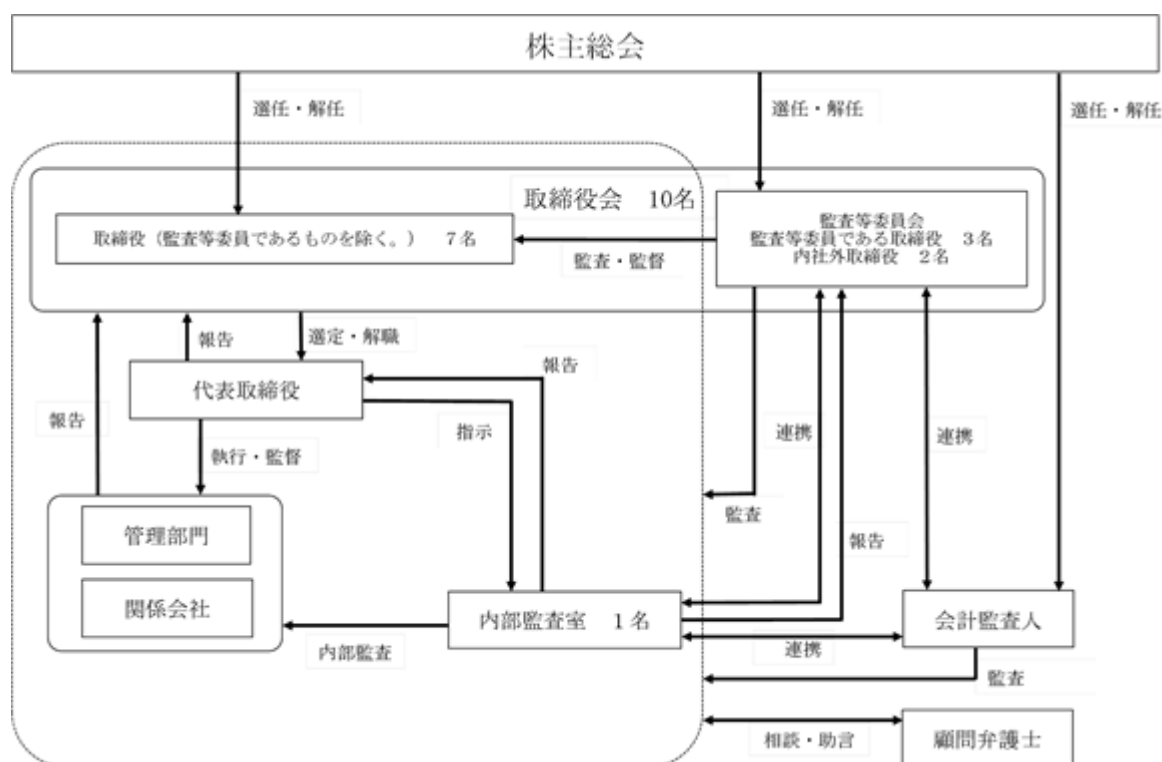 株主総会
選任・解任
選任・解任
選任・解任
取締役会　10名
取締役（監査等委員であるものを除く。）　７名
監査等委員会
監査等委員である取締役　３名
内社外取締役　２名
監査・監督
報告
選定・解職
報告
代表取締役
報告
指示
連携
連携
執行・監督
監査
管理部門
報告
関係会社
内部監査室　１名
会計監査人
内部監査
連携
監査
相談・助言
顧問弁護士